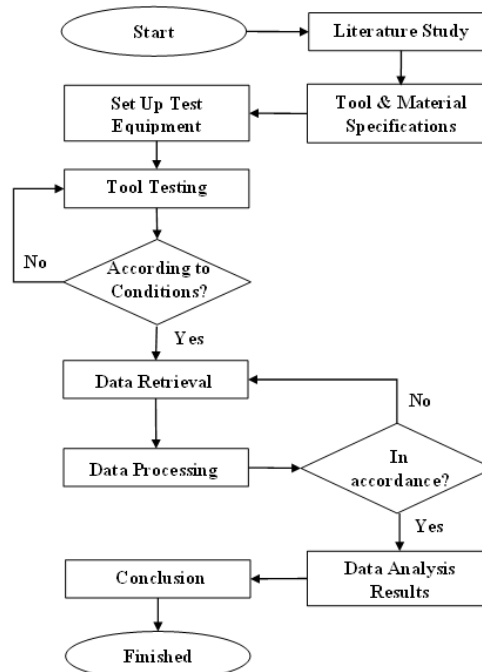 Start
Literature Study
Tool & Material
Specifications
Set Up Test
Equipment
Tool Testing
According to
Conditions?
No
Yes
Data Retrieval
Data Processing
In
accordance?
No
Yes
Data Analysis
Results
Conclusion
Finished